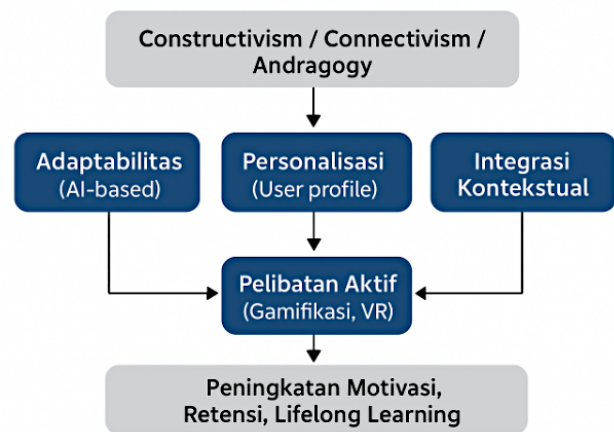 Constructivism / Connectivism /
Andragogy
Adaptabilitas
(AI-based)
Personalisasi
(User profile)
Integrasi
Kontekstual
Pelibatan Aktif
(Gamifikasi, VR)
Peningkatan Motivasi,
Retensi, Lifelong Learning